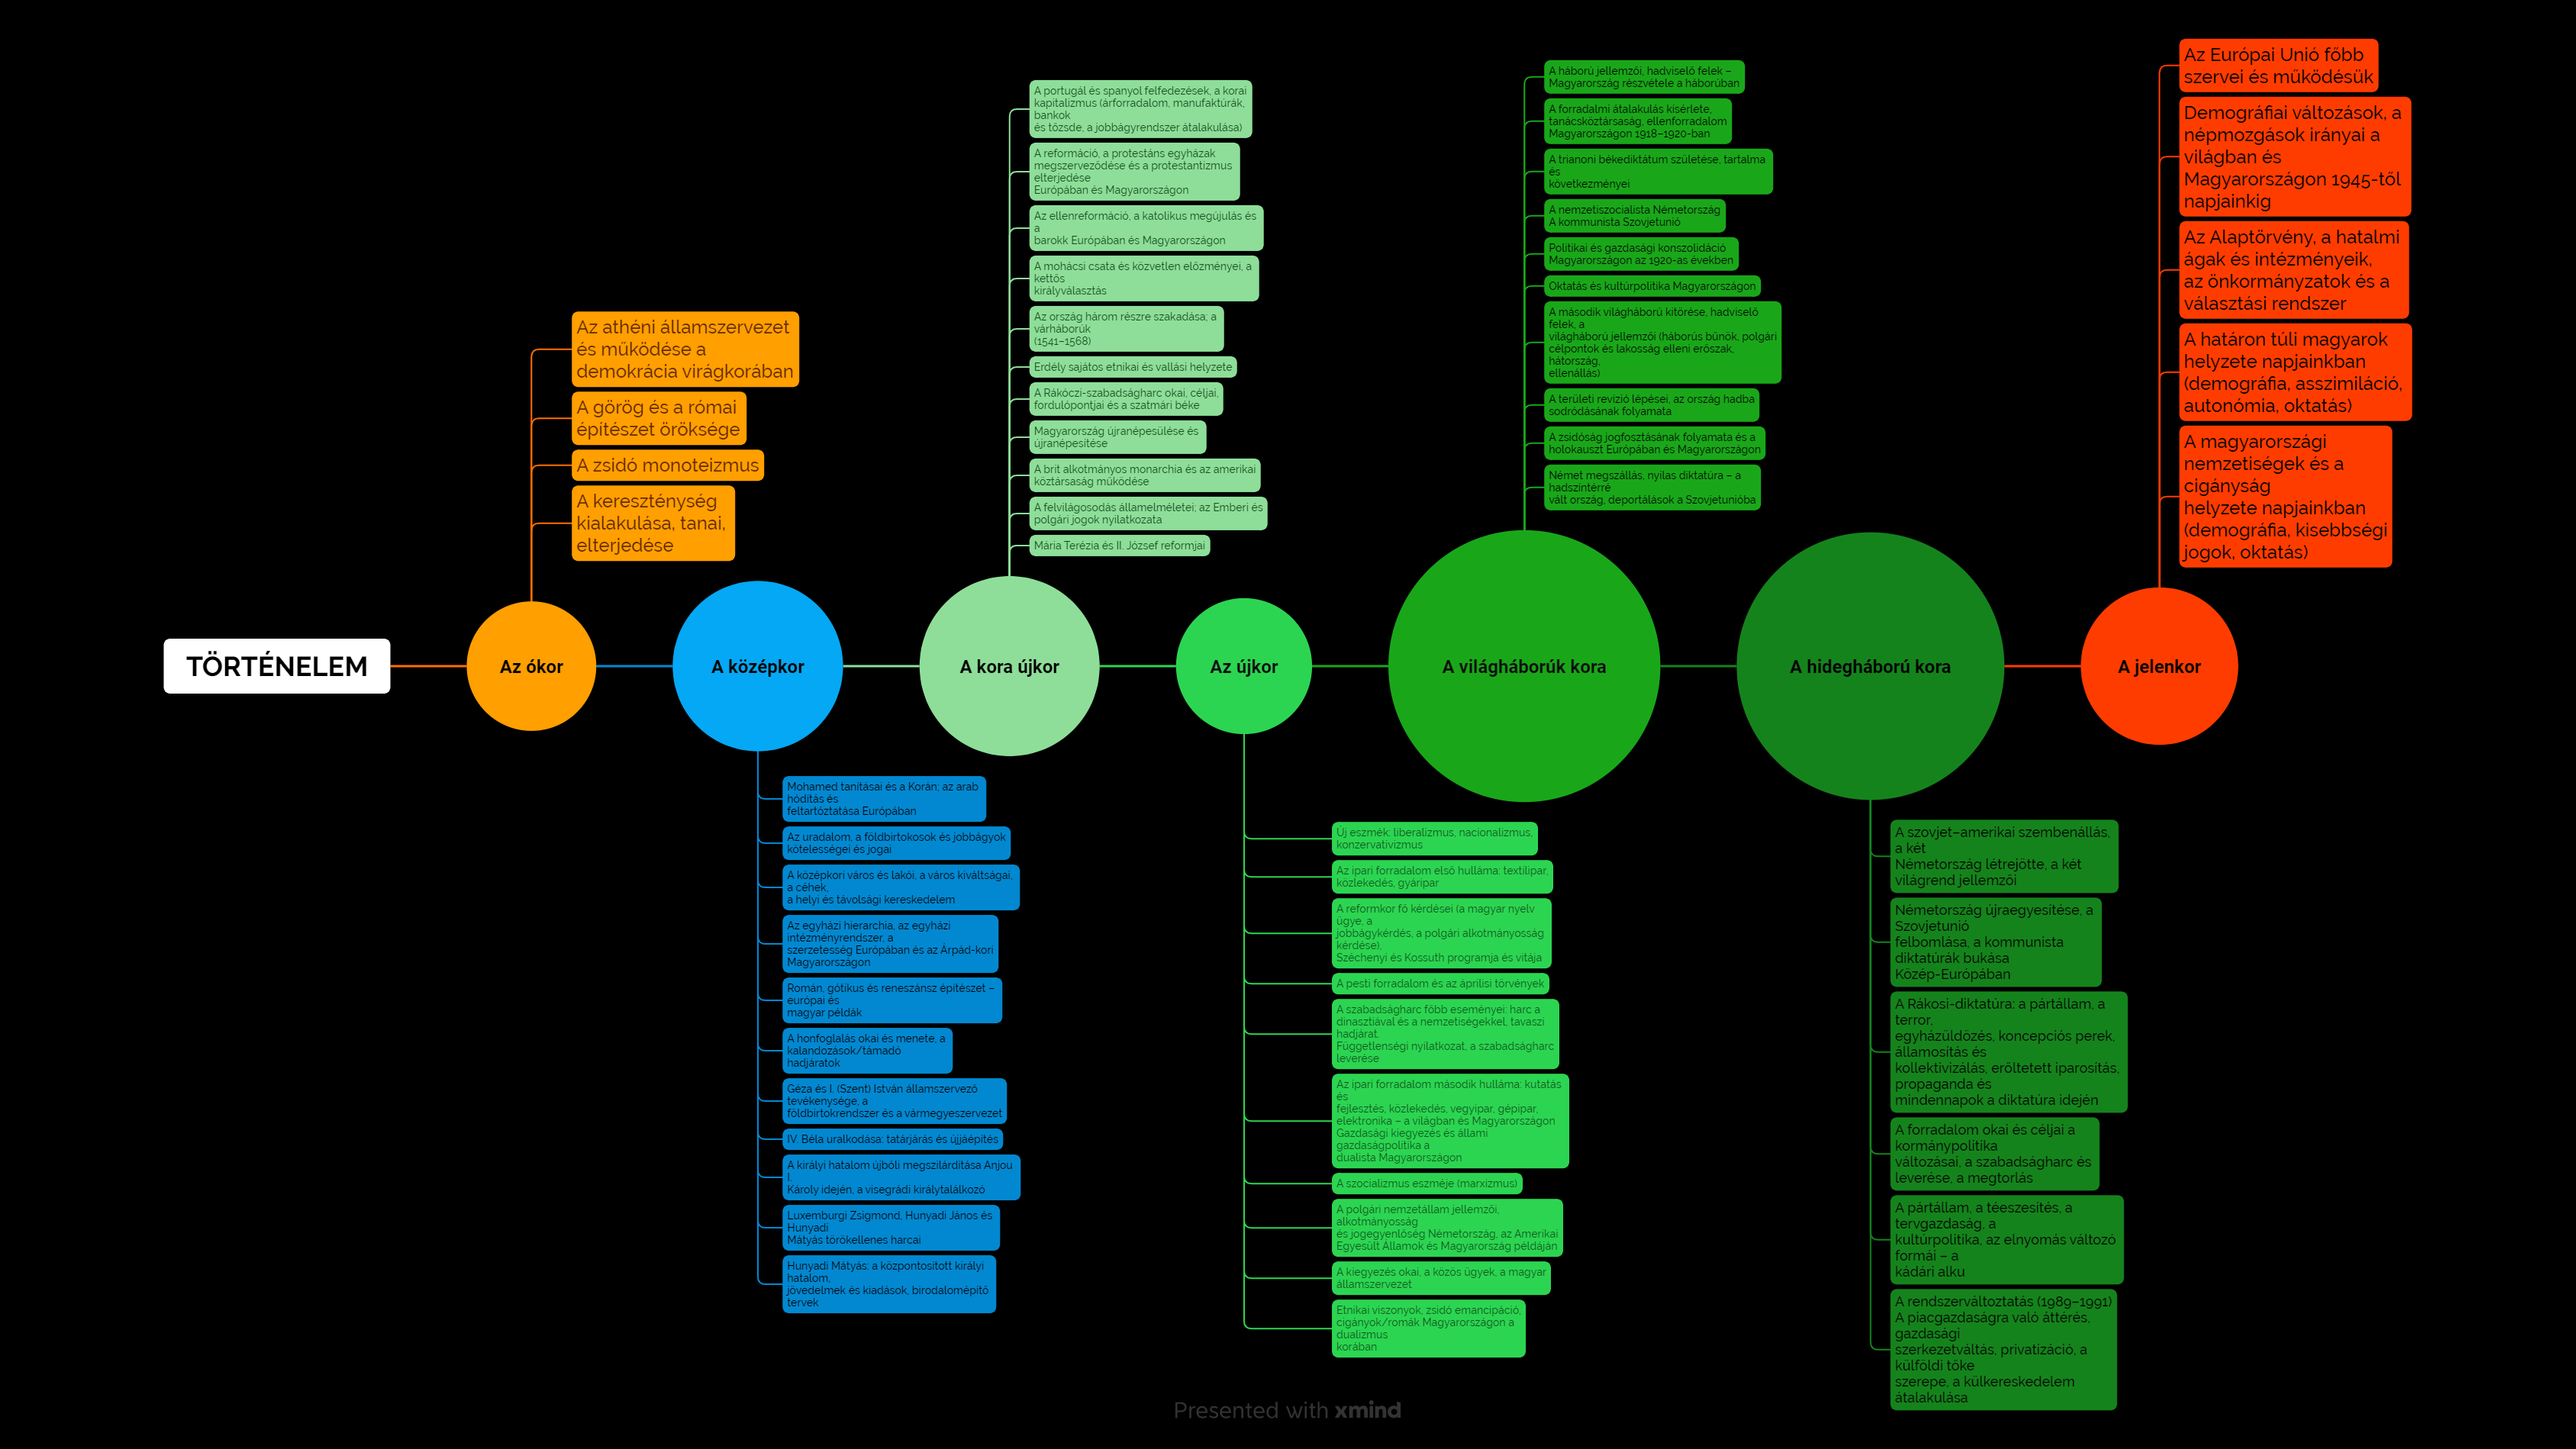 TÖRTÉNELEM
Az ókor
Az athéni államszervezet
és működése a
demokrácia virágkorában
A görög és a római
építészet öröksége
A zsidó monoteizmus
A kereszténység
kialakulása, tanai,
elterjedése
A középkor
Mohamed tanításai és a Korán; az arab
hódítás és
feltartóztatása Európában
Az uradalom, a földbirtokosok és jobbágyok
kötelességei és jogai
A középkori város és lakói, a város kiváltságai,
a céhek,
a helyi és távolsági kereskedelem
Az egyházi hierarchia, az egyházi
intézményrendszer, a
szerzetesség Európában és az Árpád-kori
Magyarországon
Román, gótikus és reneszánsz építészet –
európai és
magyar példák
A honfoglalás okai és menete, a
kalandozások/támadó
hadjáratok
Géza és I. (Szent) István államszervező
tevékenysége, a
földbirtokrendszer és a vármegyeszervezet
IV. Béla uralkodása: tatárjárás és újjáépítés
A királyi hatalom újbóli megszilárdítása Anjou
I.
Károly idején, a visegrádi királytalálkozó
Luxemburgi Zsigmond, Hunyadi János és
Hunyadi
Mátyás törökellenes harcai
Hunyadi Mátyás: a központosított királyi
hatalom,
jövedelmek és kiadások, birodalomépítő
tervek
A kora újkor
A portugál és spanyol felfedezések, a korai
kapitalizmus (árforradalom, manufaktúrák,
bankok
és tőzsde, a jobbágyrendszer átalakulása)
A reformáció, a protestáns egyházak
megszerveződése és a protestantizmus
elterjedése
Európában és Magyarországon
Az ellenreformáció, a katolikus megújulás és
a
barokk Európában és Magyarországon
A mohácsi csata és közvetlen előzményei, a
kettős
királyválasztás
Az ország három részre szakadása; a
várháborúk
(1541–1568)
Erdély sajátos etnikai és vallási helyzete
A Rákóczi-szabadságharc okai, céljai,
fordulópontjai és a szatmári béke
Magyarország újranépesülése és
újranépesítése
A brit alkotmányos monarchia és az amerikai
köztársaság működése
A felvilágosodás államelméletei; az Emberi és
polgári jogok nyilatkozata
Mária Terézia és II. József reformjai
Az újkor
Új eszmék: liberalizmus, nacionalizmus,
konzervativizmus
Az ipari forradalom első hulláma: textilipar,
közlekedés, gyáripar
A reformkor fő kérdései (a magyar nyelv
ügye, a
jobbágykérdés, a polgári alkotmányosság
kérdése),
Széchenyi és Kossuth programja és vitája
A pesti forradalom és az áprilisi törvények
A szabadságharc főbb eseményei: harc a
dinasztiával és a nemzetiségekkel, tavaszi
hadjárat.
Függetlenségi nyilatkozat, a szabadságharc
leverése
Az ipari forradalom második hulláma: kutatás
és
fejlesztés, közlekedés, vegyipar, gépipar,
elektronika – a világban és Magyarországon
Gazdasági kiegyezés és állami
gazdaságpolitika a
dualista Magyarországon
A szocializmus eszméje (marxizmus)
A polgári nemzetállam jellemzői,
alkotmányosság
és jogegyenlőség Németország, az Amerikai
Egyesült Államok és Magyarország példáján
A kiegyezés okai, a közös ügyek, a magyar
államszervezet
Etnikai viszonyok, zsidó emancipáció,
cigányok/romák Magyarországon a
dualizmus
korában
A világháborúk kora
A háború jellemzői, hadviselő felek –
Magyarország részvétele a háborúban
A forradalmi átalakulás kísérlete,
tanácsköztársaság, ellenforradalom
Magyarországon 1918–1920-ban
A trianoni békediktátum születése, tartalma
és
következményei
A nemzetiszocialista Németország
A kommunista Szovjetunió
Politikai és gazdasági konszolidáció
Magyarországon az 1920-as években
Oktatás és kultúrpolitika Magyarországon
A második világháború kitörése, hadviselő
felek, a
világháború jellemzői (háborús bűnök, polgári
célpontok és lakosság elleni erőszak,
hátország,
ellenállás)
A területi revízió lépései, az ország hadba
sodródásának folyamata
A zsidóság jogfosztásának folyamata és a
holokauszt Európában és Magyarországon
Német megszállás, nyilas diktatúra – a
hadszíntérré
vált ország, deportálások a Szovjetunióba
A hidegháború kora
A szovjet–amerikai szembenállás,
a két
Németország létrejötte, a két
világrend jellemzői
Németország újraegyesítése, a
Szovjetunió
felbomlása, a kommunista
diktatúrák bukása
Közép-Európában
A Rákosi-diktatúra: a pártállam, a
terror,
egyházüldözés, koncepciós perek,
államosítás és
kollektivizálás, erőltetett iparosítás,
propaganda és
mindennapok a diktatúra idején
A forradalom okai és céljai a
kormánypolitika
változásai, a szabadságharc és
leverése, a megtorlás
A pártállam, a téeszesítés, a
tervgazdaság, a
kultúrpolitika, az elnyomás változó
formái – a
kádári alku
A rendszerváltoztatás (1989–1991)
A piacgazdaságra való áttérés,
gazdasági
szerkezetváltás, privatizáció, a
külföldi tőke
szerepe, a külkereskedelem
átalakulása
A jelenkor
Az Európai Unió főbb
szervei és működésük
Demográfiai változások, a
népmozgások irányai a
világban és
Magyarországon 1945-től
napjainkig
Az Alaptörvény, a hatalmi
ágak és intézményeik,
az önkormányzatok és a
választási rendszer
A határon túli magyarok
helyzete napjainkban
(demográfia, asszimiláció,
autonómia, oktatás)
A magyarországi
nemzetiségek és a
cigányság
helyzete napjainkban
(demográfia, kisebbségi
jogok, oktatás)
Presented with xmind